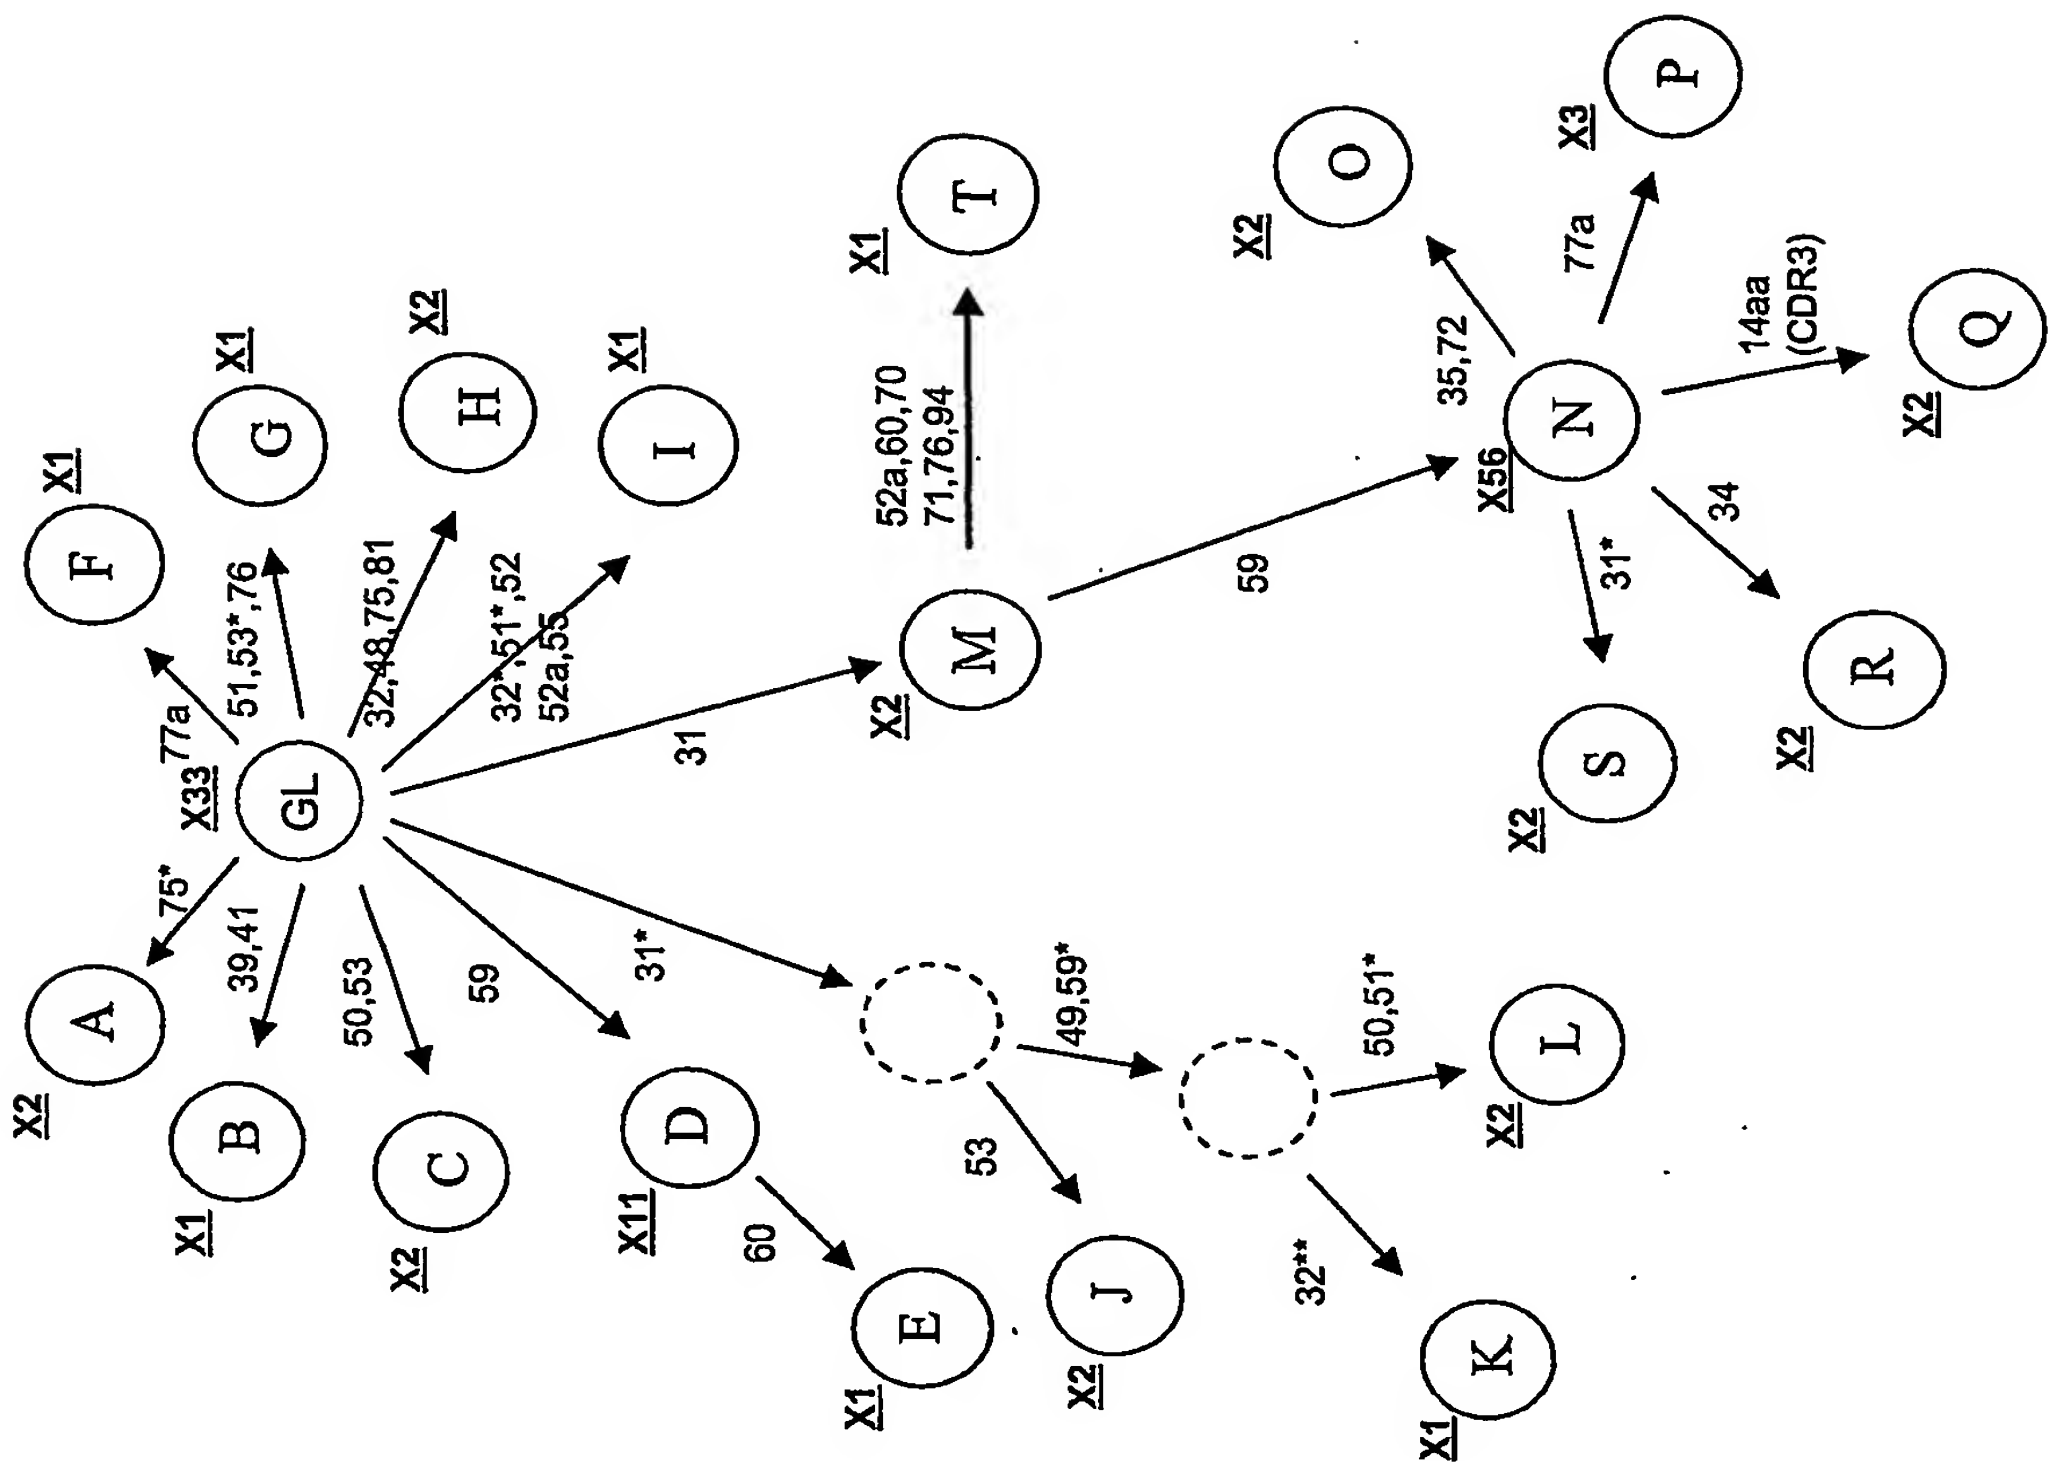 X2
A
F
X1
75*
77a
X33
X1
B
39,41
GL
51,53*,76
G
X1
X2
C
50,53
32,48,75,81
H
X2
59
32*,51*,52
52a,55
X11
D
31*
31
I
X1
60
X1
E
X2
M
52a,60,70
71,76,94
X1
T
53
X2
J
49,59*
59
32**
X2
O
50,51*
35,72
X1
K
X2
L
X2
S
31*
X56
N
77a
X3
P
34
14aa
(CDR3)
X2
R
X2
Q